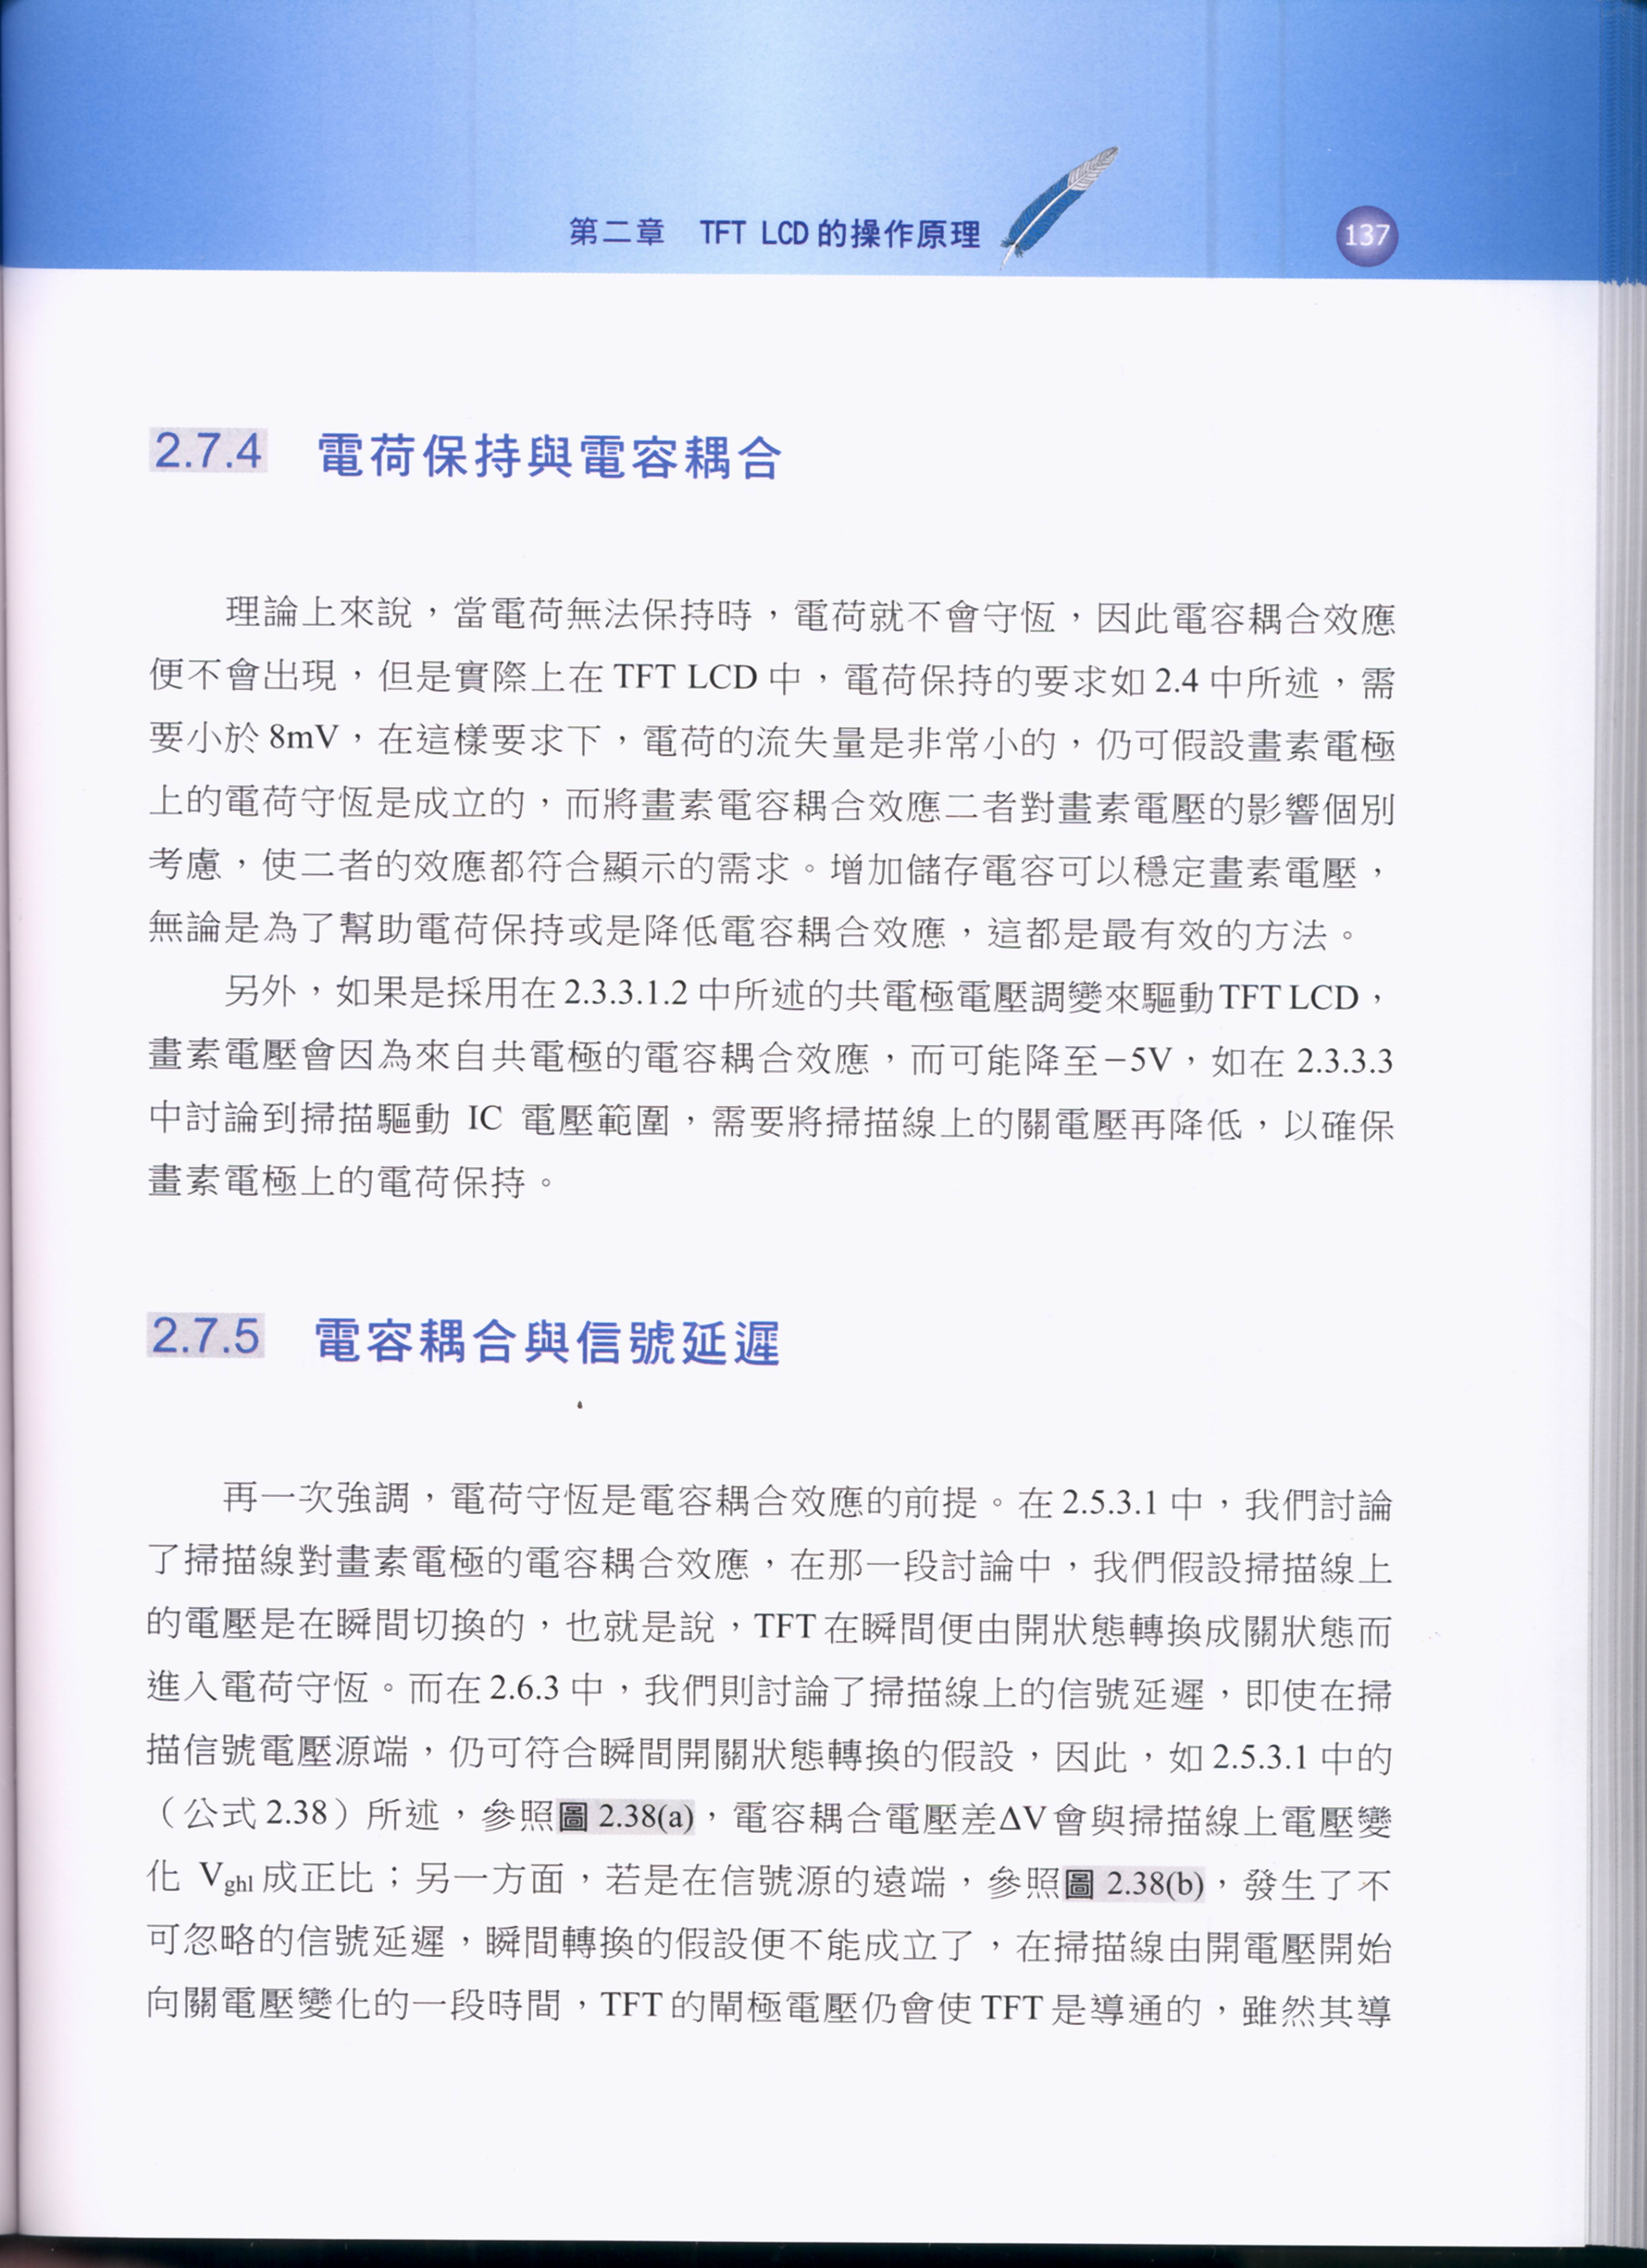 第二章 TFT LCD 的操作原理
137
2.7.4 電荷保持與電容耦合
理論上來說，當電荷無法保持時，電荷就不會守恆，因此電容耦合效應
便不會出現，但是實際上在 TFT LCD 中，電荷保持的要求如 2.4 中所述，需
要小於 8mV，在這樣要求下，電荷的流失量是非常小的，仍可假設畫素電極
上的電荷守恆是成立的，而將畫素電容耦合效應二者對畫素電壓的影響個別
考慮，使二者的效應都符合顯示的需求。增加儲存電容可以穩定畫素電壓，
無論是為了幫助電荷保持或是降低電容耦合效應，這都是最有效的方法。
另外，如果是採用在 2.3.3.1.2 中所述的共電極電壓調變來驅動 TFT LCD，
畫素電壓會因為來自共電極的電容耦合效應，而可能降至－5V，如在 2.3.3.3
中討論到掃描驅動 IC 電壓範圍，需要將掃描線上的關電壓再降低，以確保
畫素電極上的電荷保持。
2.7.5 電容耦合與信號延遲
再一次強調，電荷守恆是電容耦合效應的前提。在 2.5.3.1 中，我們討論
了掃描線對畫素電極的電容耦合效應，在那一段討論中，我們假設掃描線上
的電壓是在瞬間切換的，也就是說，TFT 在瞬間便由開狀態轉換成關狀態而
進入電荷守恆。而在 2.6.3 中，我們則討論了掃描線上的信號延遲，即使在掃
描信號電壓源端，仍可符合瞬間開關狀態轉換的假設，因此，如 2.5.3.1 中的
（公式 2.38）所述，參照圖 2.38(a)，電容耦合電壓差ΔV 會與掃描線上電壓變
化 Vghl 成正比；另一方面，若是在信號源的遠端，參照圖 2.38(b)，發生了不
可忽略的信號延遲，瞬間轉換的假設便不能成立了，在掃描線由開電壓開始
向關電壓變化的一段時間，TFT 的閘極電壓仍會使 TFT 是導通的，雖然其導